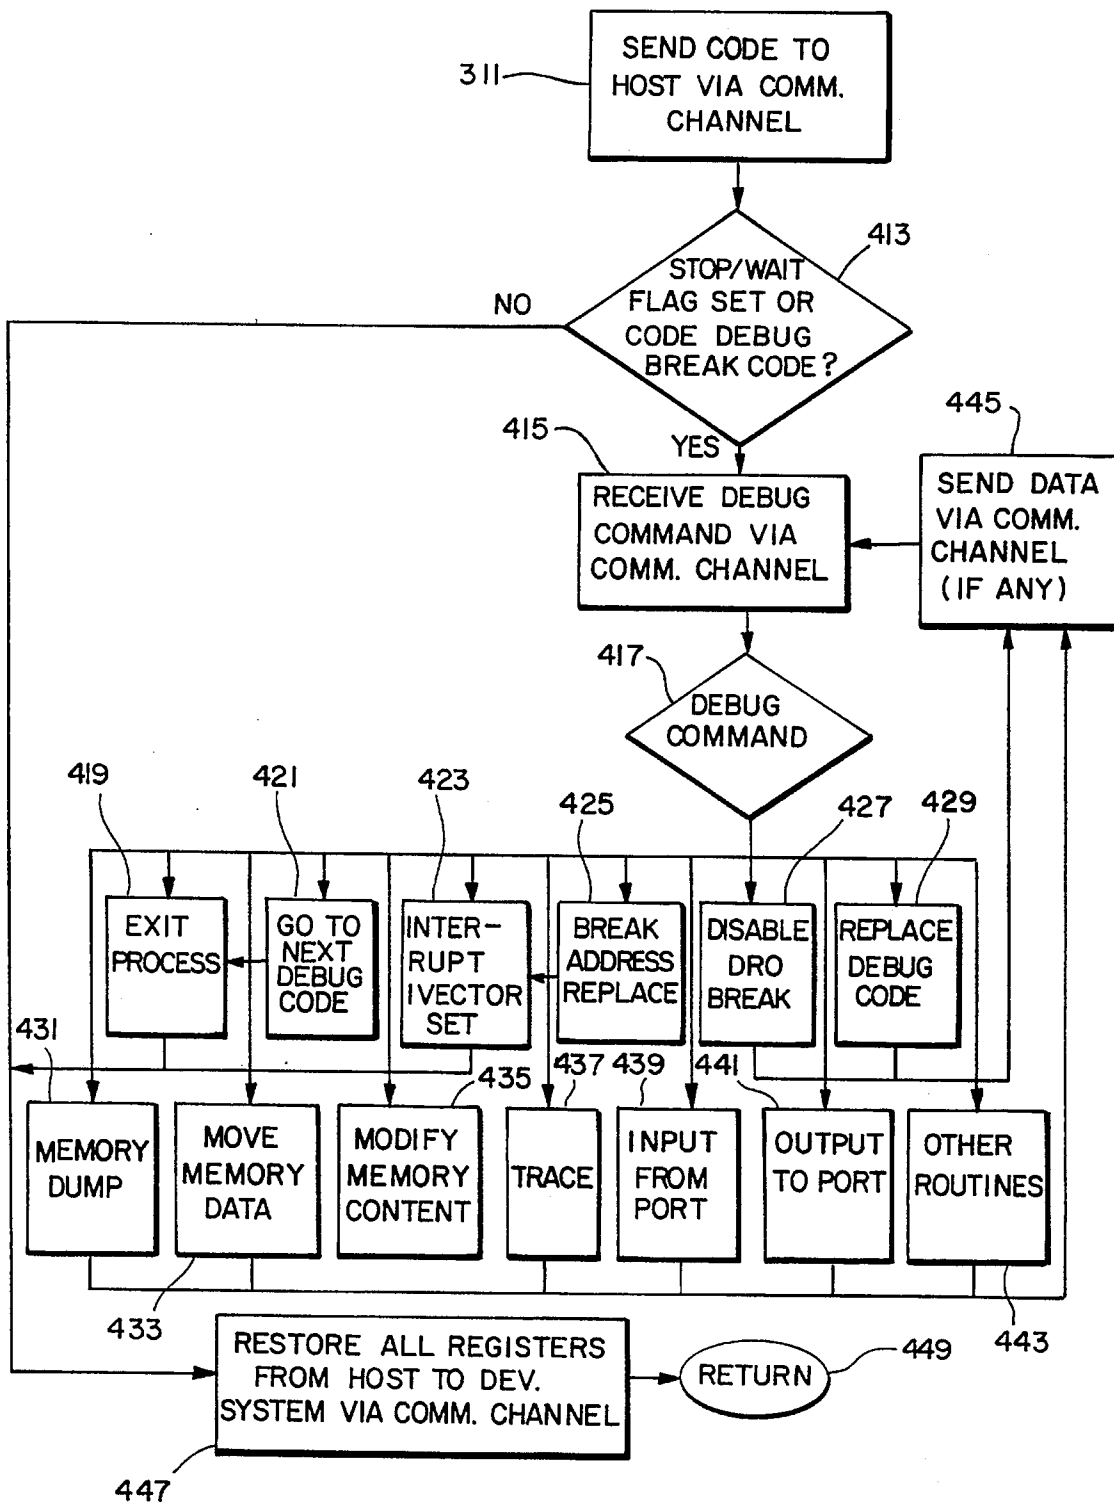 SEND CODE TO
HOST VIA COMM.
CHANNEL
311
STOP/WAIT
FLAG SET OR
CODE DEBUG
BREAK CODE?
413
NO
YES
415
RECEIVE DEBUG
COMMAND VIA
COMM. CHANNEL
445
SEND DATA
VIA COMM.
CHANNEL
(IF ANY)
417
DEBUG
COMMAND
419
421
423
425
427
429
EXIT
PROCESS
GO TO
NEXT
DEBUG
CODE
INTER-
RUPT
IVECTOR
SET
BREAK
ADDRESS
REPLACE
DISABLE
DRO
BREAK
REPLACE
DEBUG
CODE
431
435
437
439
441
MEMORY
DUMP
MOVE
MEMORY
DATA
MODIFY
MEMORY
CONTENT
TRACE
INPUT
FROM
PORT
OUTPUT
TO PORT
OTHER
ROUTINES
433
443
RESTORE ALL REGISTERS
FROM HOST TO DEV.
SYSTEM VIA COMM. CHANNEL
RETURN
449
447